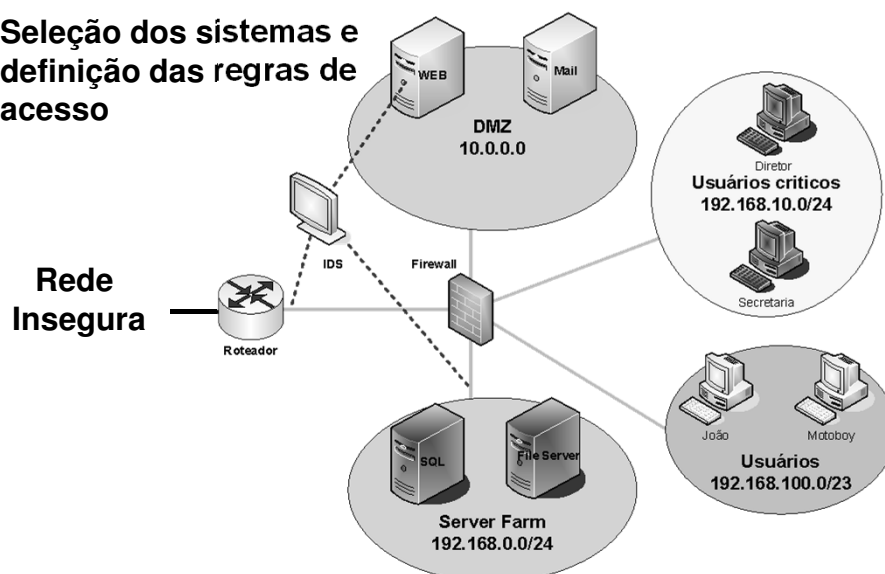 Seleção dos sistemas e
definição das regras de
acesso
WEB
Mail
DMZ
10.0.0.0
Diretor
Usuários criticos
192.168.10.0/24
Secretaria
IDS
Firewall
Rede
Insegura
Roteador
João
Motoboy
Usuários
192.168.100.0/23
SQL
File Server
Server Farm
192.168.0.0/24